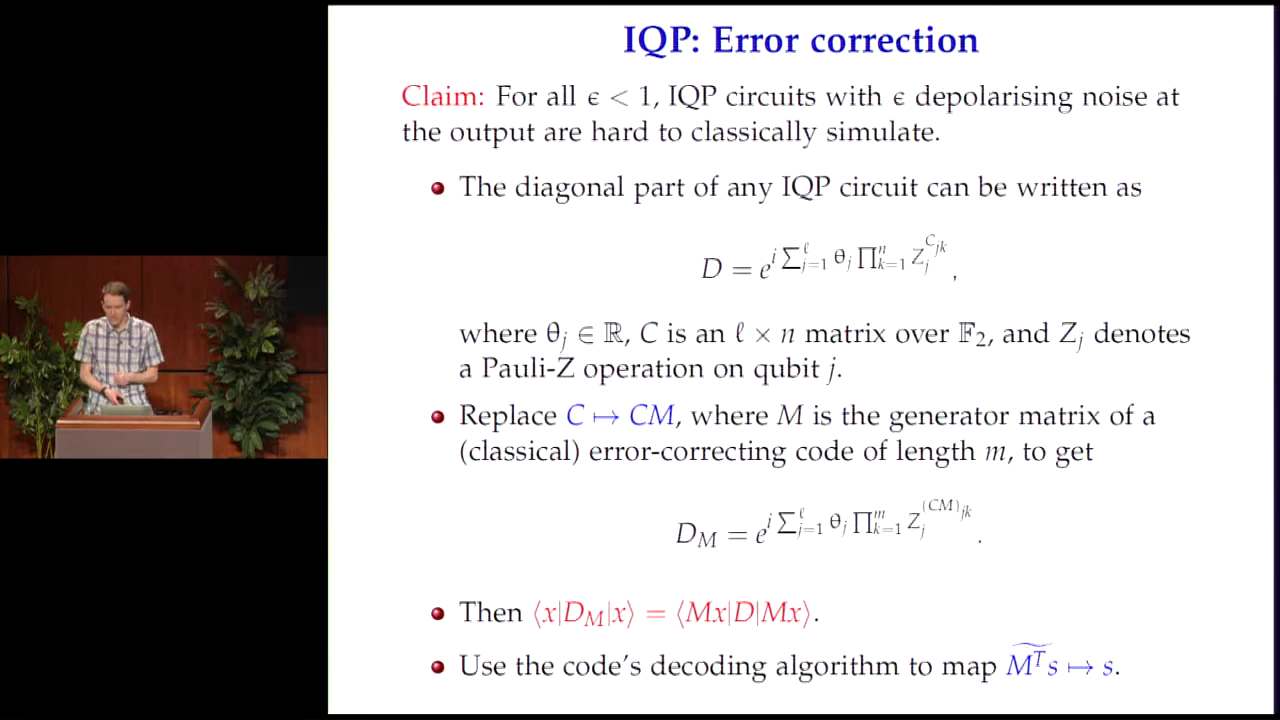 IQP: Error correction
Claim: For all ϵ < 1, IQP circuits with ϵ depolarising noise at
the output are hard to classically simulate.
The diagonal part of any IQP circuit can be written as
D = e^{i ∑_{j=1}^{ℓ} θ_j ∏_{k=1}^{n} Z_j^{C_{jk}}},
where θ_j ∈ ℝ, C is an ℓ × n matrix over 𝔽_2, and Z_j denotes
a Pauli-Z operation on qubit j.
Replace C ↦ CM, where M is the generator matrix of a
(classical) error-correcting code of length m, to get
D_M = e^{i ∑_{j=1}^{ℓ} θ_j ∏_{k=1}^{m} Z_j^{(CM)_{jk}}}.
Then ⟨x|D_M|x⟩ = ⟨Mx|D|Mx⟩.
Use the code's decoding algorithm to map \widetilde{M^T s} ↦ s.